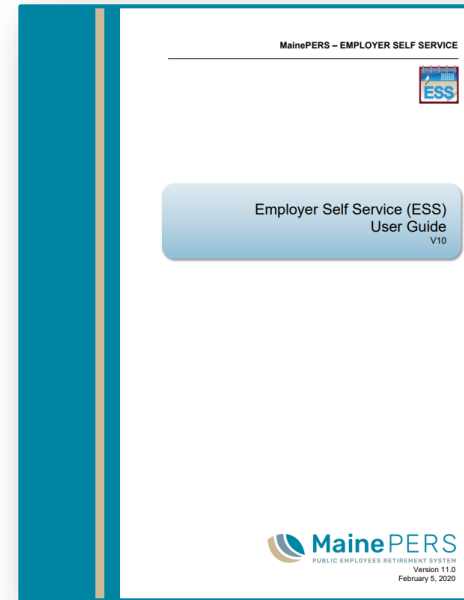 MainePERS – EMPLOYER SELF SERVICE
ESS
Employer Self Service (ESS)
User Guide
V10
MainePERS
PUBLIC EMPLOYEES RETIREMENT SYSTEM
Version 11.0
February 5, 2020